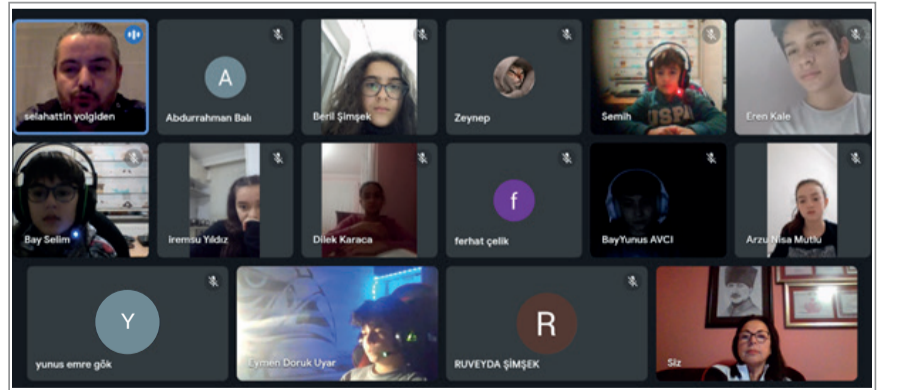 selahattin yolgiden
A
Abdurrahman Balı
Beril Şimşek
Zeynep
Semih
Eren Kale
Bay Selim
iremsu Yıldız
Dilek Karaca
f
ferhat çelik
BayYunus AVCI
Arzu Nisa Mutlu
Y
yunus emre gök
Eymen Doruk Uyar
R
RUVEYDA ŞİMŞEK
Siz